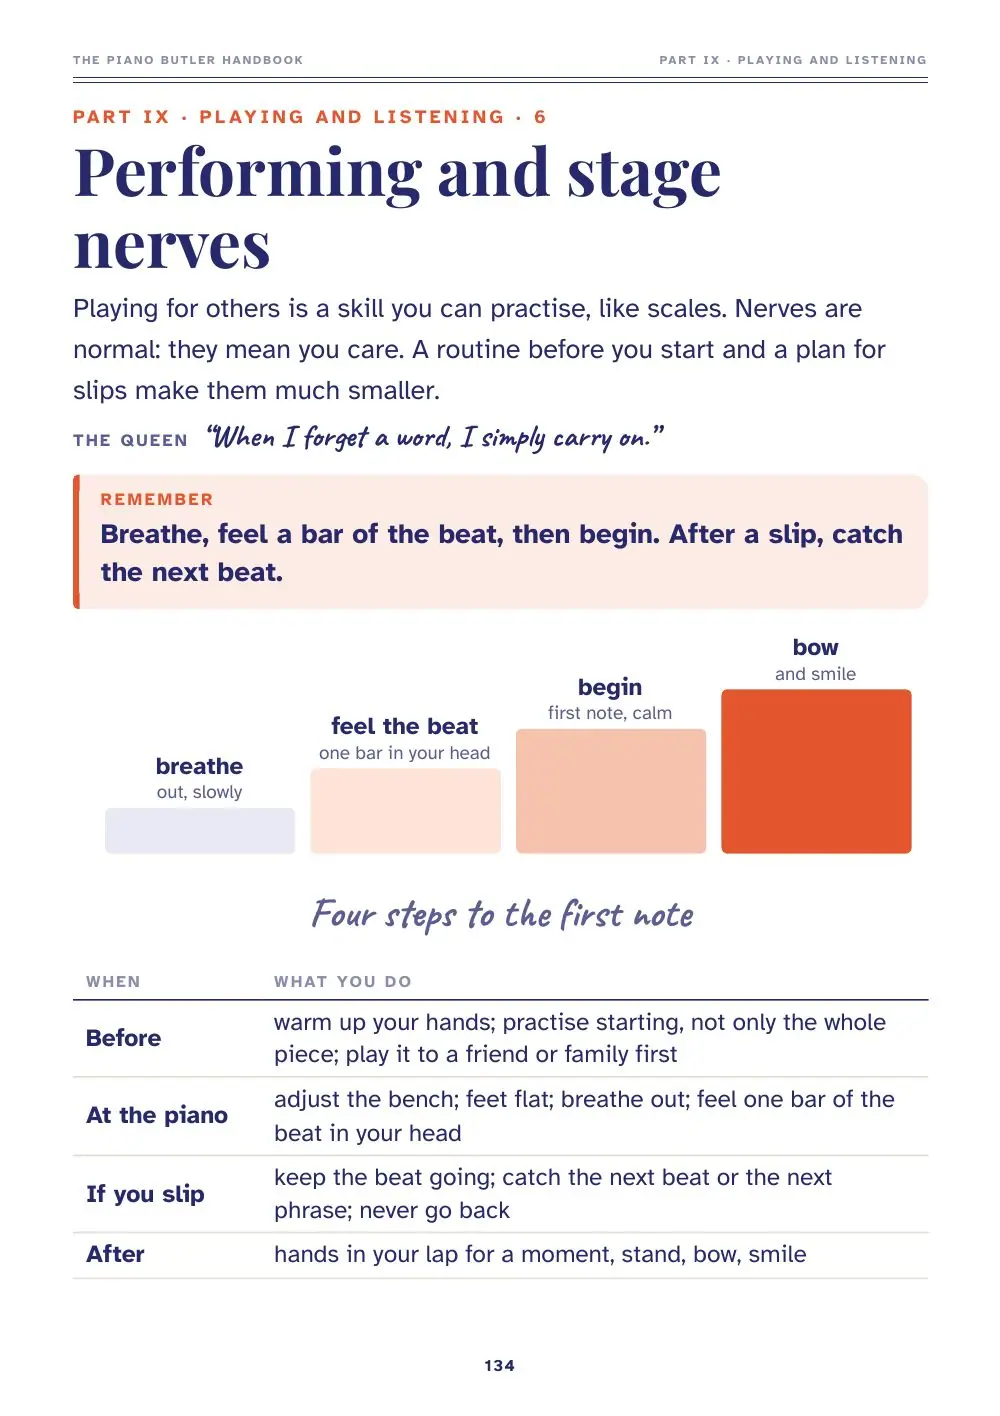 THE PIANO BUTLER HANDBOOK
PART IX · PLAYING AND LISTENING
PART IX · PLAYING AND LISTENING · 6
Performing and stage
nerves
Playing for others is a skill you can practise, like scales. Nerves are
normal: they mean you care. A routine before you start and a plan for
slips make them much smaller.
THE QUEEN “When I forget a word, I simply carry on.”
REMEMBER
Breathe, feel a bar of the beat, then begin. After a slip, catch
the next beat.
breathe
out, slowly
feel the beat
one bar in your head
begin
first note, calm
bow
and smile
Four steps to the first note
WHEN WHAT YOU DO
Before
warm up your hands; practise starting, not only the whole
piece; play it to a friend or family first
At the piano
adjust the bench; feet flat; breathe out; feel one bar of the
beat in your head
If you slip
keep the beat going; catch the next beat or the next
phrase; never go back
After hands in your lap for a moment, stand, bow, smile
134